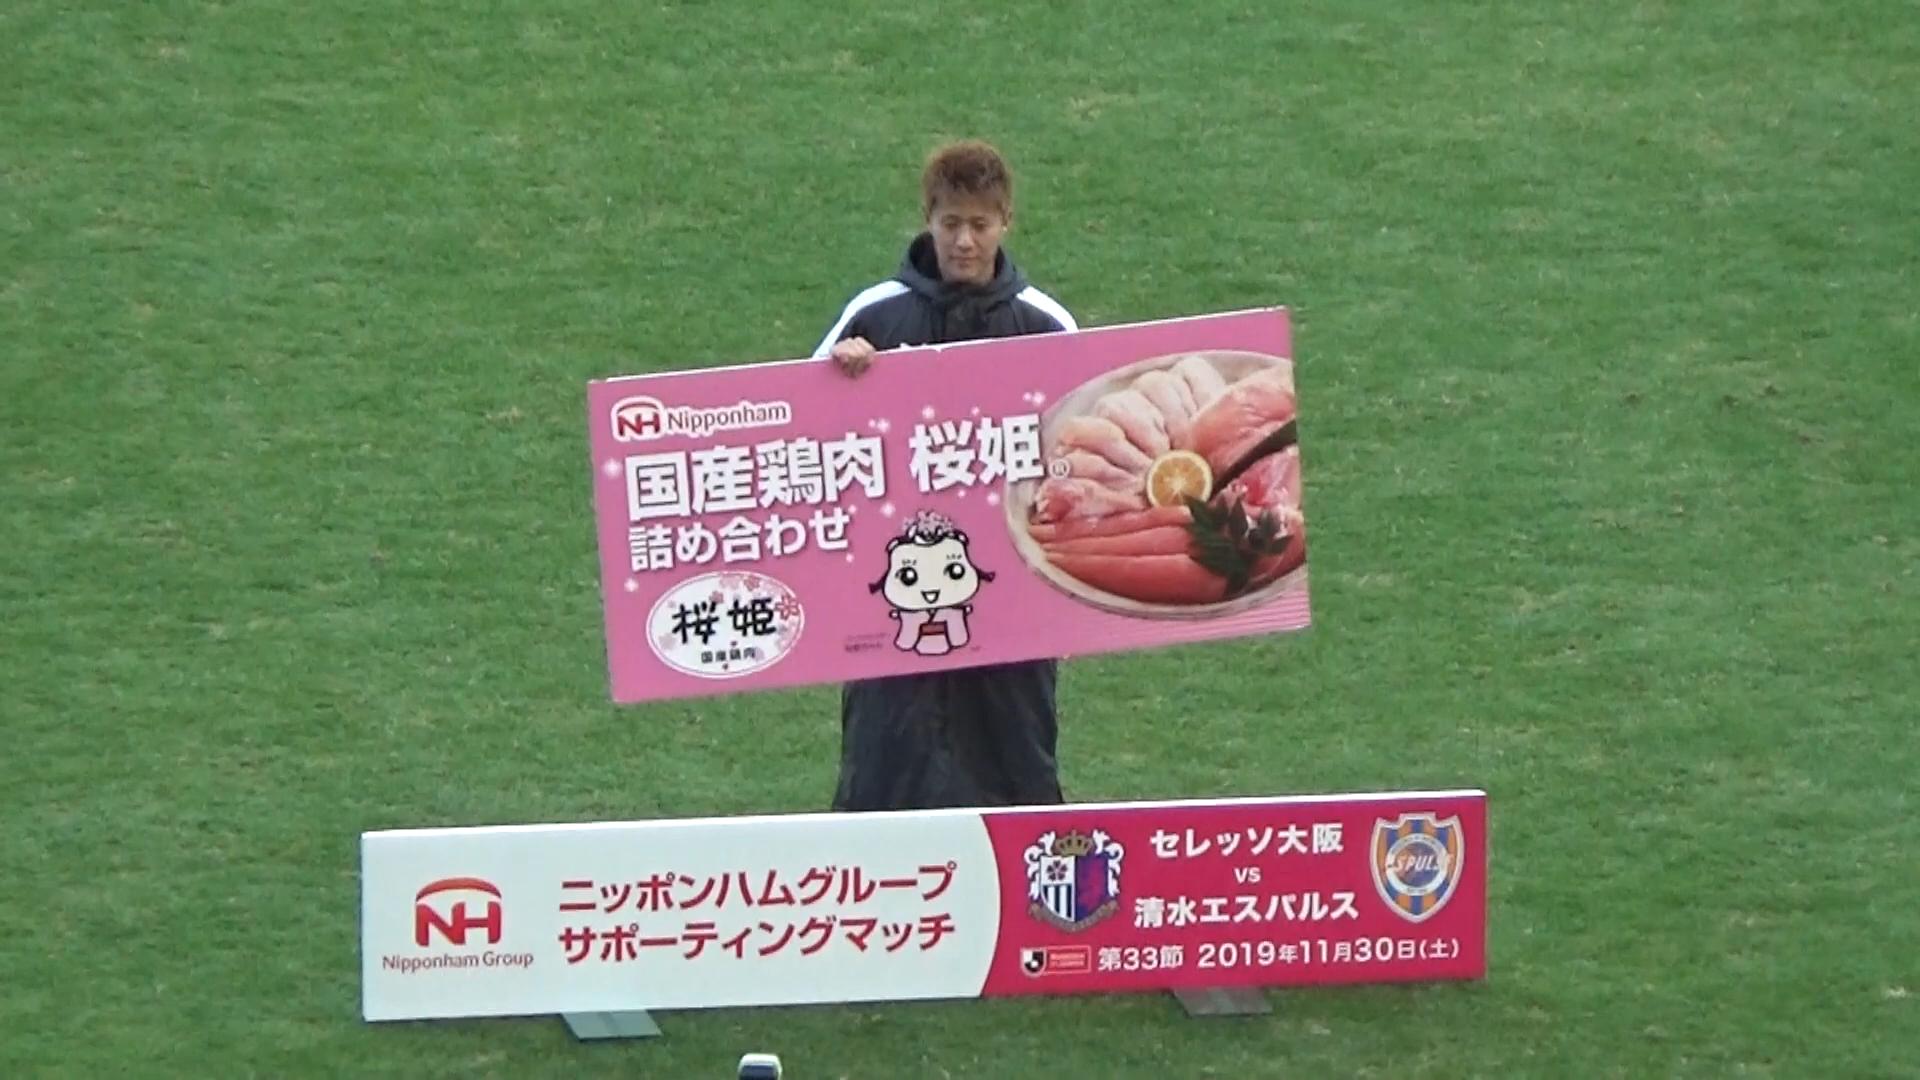 NH Nipponham
国産鶏肉 桜姫®
詰め合わせ
桜姫
国産鶏肉
NH
Nipponham Group
ニッポンハムグループ
サポーティングマッチ
セレッソ大阪
vs
清水エスパルス
第33節 2019年11月30日(土)
S-PULSE